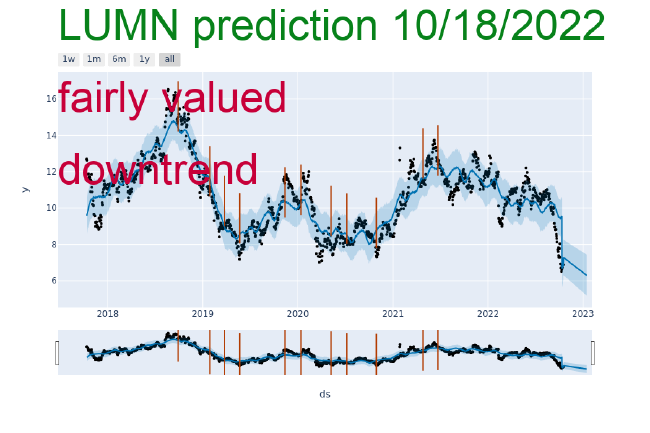 LUMN prediction 10/18/2022
1w 1m 6m 1y all
fairly valued
downtrend
16
14
12
10
8
6
y
2018 2019 2020 2021 2022 2023
ds